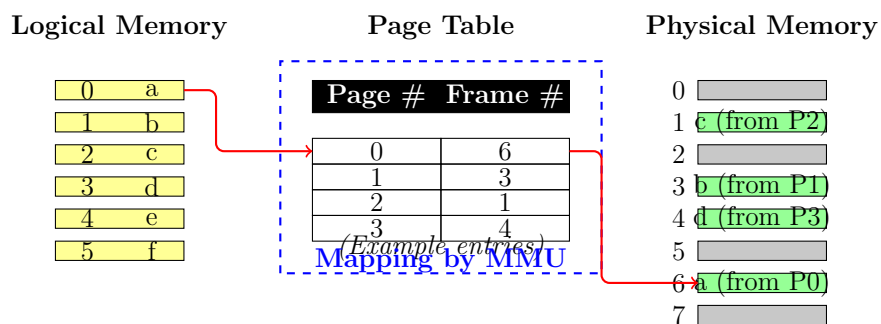 Logical Memory
0 a
1 b
2 c
3 d
4 e
5 f
Page Table
Page # Frame #
0 6
1 3
2 1
3 4
(Example entries)
Mapping by MMU
Physical Memory
0
1 c (from P2)
2
3 b (from P1)
4 d (from P3)
5
6 a (from P0)
7